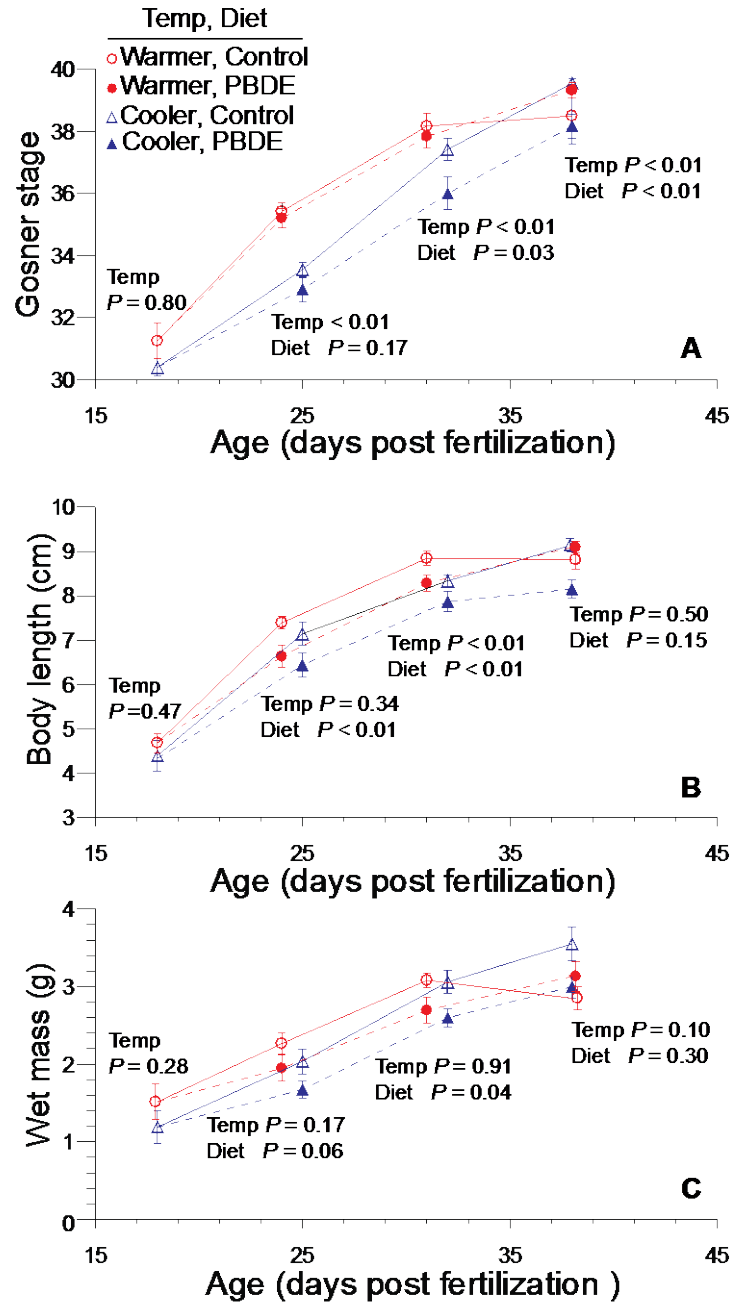 Temp, Diet
Warmer, Control
Warmer, PBDE
Cooler, Control
Cooler, PBDE
40
38
36
34
32
30
Gosner stage
Temp
P = 0.80
Temp < 0.01
Diet P = 0.17
Temp P < 0.01
Diet P = 0.03
Temp P < 0.01
Diet P < 0.01
A
15 25 35 45
Age (days post fertilization )
10
9
8
7
6
5
4
3
Body length (cm)
Temp
P =0.47
Temp P = 0.34
Diet P < 0.01
Temp P < 0.01
Diet P < 0.01
Temp P = 0.50
Diet P = 0.15
B
15 25 35 45
Age (days post fertilization )
4
3
2
1
0
Wet mass (g)
Temp
P = 0.28
Temp P = 0.17
Diet P = 0.06
Temp P = 0.91
Diet P = 0.04
Temp P = 0.10
Diet P = 0.30
C
15 25 35 45
Age (days post fertilization )